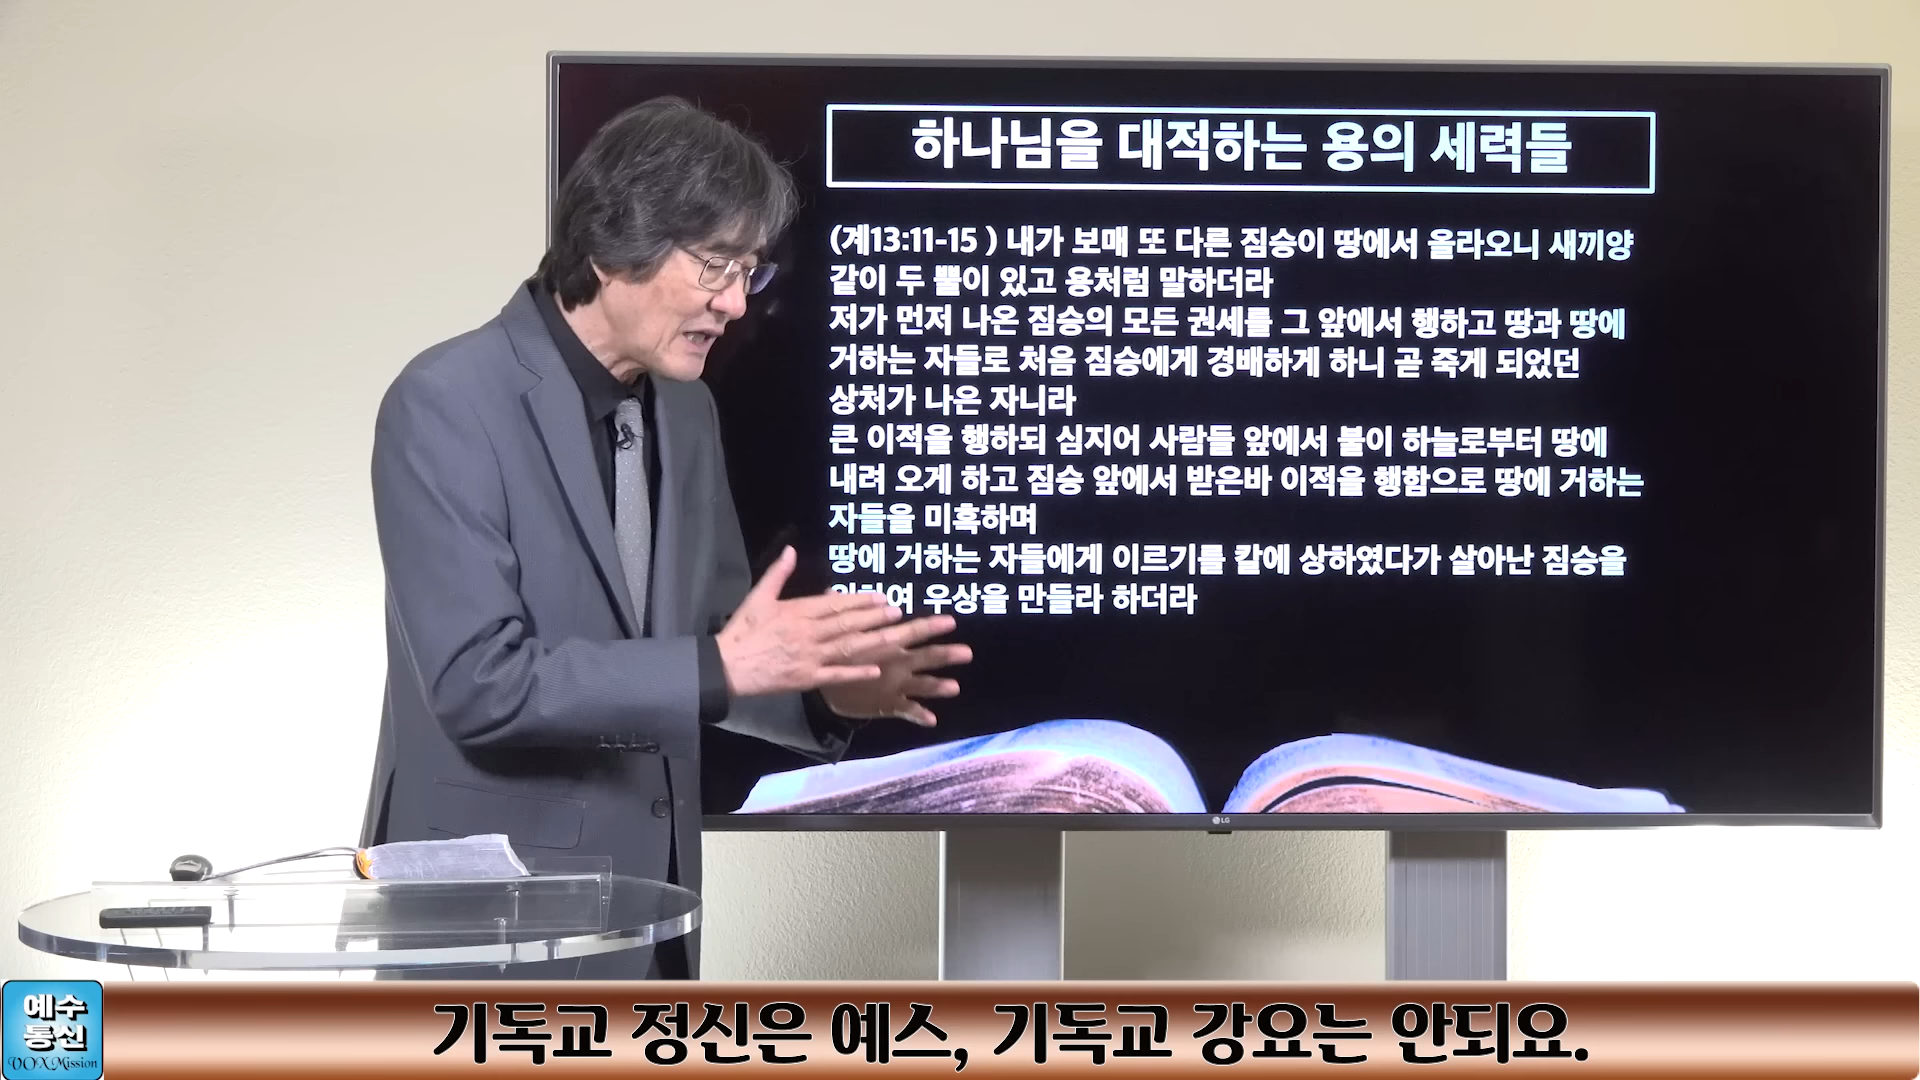 하나님을 대적하는 용의 세력들
(계13:11-15 ) 내가 보매 또 다른 짐승이 땅에서 올라오니 새끼양
같이 두 뿔이 있고 용처럼 말하더라
저가 먼저 나온 짐승의 모든 권세를 그 앞에서 행하고 땅과 땅에
거하는 자들로 처음 짐승에게 경배하게 하니 곧 죽게 되었던
상처가 나은 자니라
큰 이적을 행하되 심지어 사람들 앞에서 불이 하늘로부터 땅에
내려 오게 하고 짐승 앞에서 받은바 이적을 행함으로 땅에 거하는
자들을 미혹하며
땅에 거하는 자들에게 이르기를 칼에 상하였다가 살아난 짐승을
우상을 만들라 하더라
LG
예수
통신
VOX Mission
기독교 정신은 예스, 기독교 강요는 안되요.